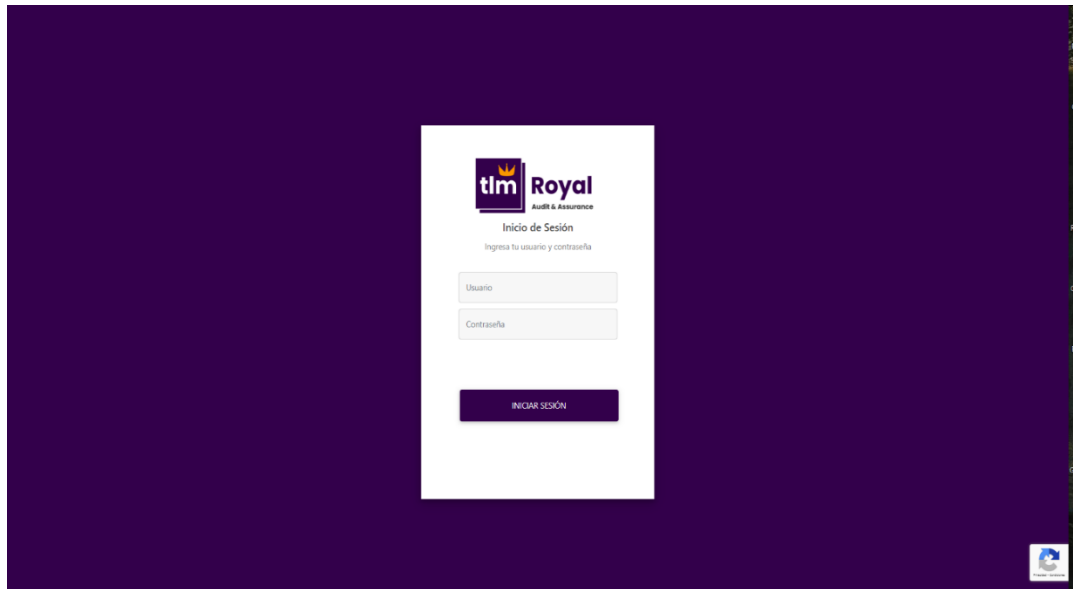 tlm Royal
Audit & Assurance
Inicio de Sesión
Ingresa tu usuario y contraseña
Usuario
Contraseña
INICIAR SESIÓN